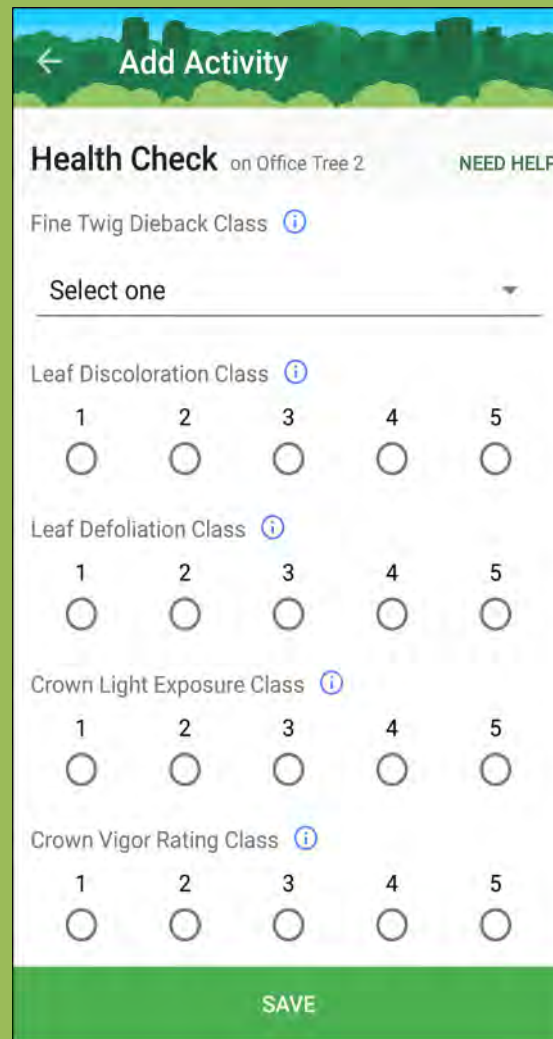 Add Activity
Health Check on Office Tree 2 NEED HELP
Fine Twig Dieback Class
Select one
Leaf Discoloration Class
1 2 3 4 5
Leaf Defoliation Class
1 2 3 4 5
Crown Light Exposure Class
1 2 3 4 5
Crown Vigor Rating Class
1 2 3 4 5
SAVE